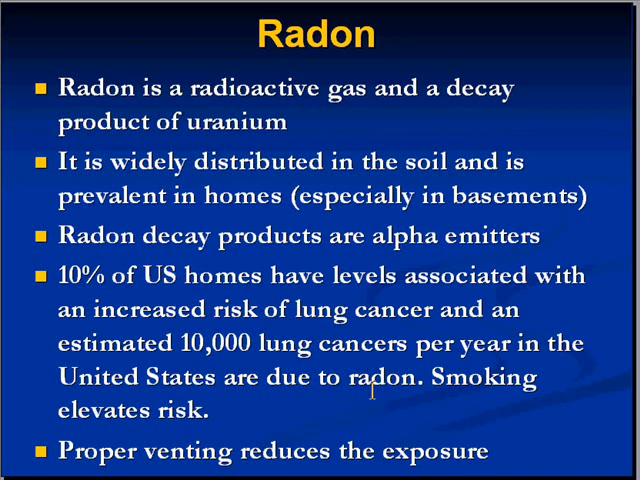 Radon
Radon is a radioactive gas and a decay
product of uranium
It is widely distributed in the soil and is
prevalent in homes (especially in basements)
Radon decay products are alpha emitters
10% of US homes have levels associated with
an increased risk of lung cancer and an
estimated 10,000 lung cancers per year in the
United States are due to radon. Smoking
elevates risk.
Proper venting reduces the exposure